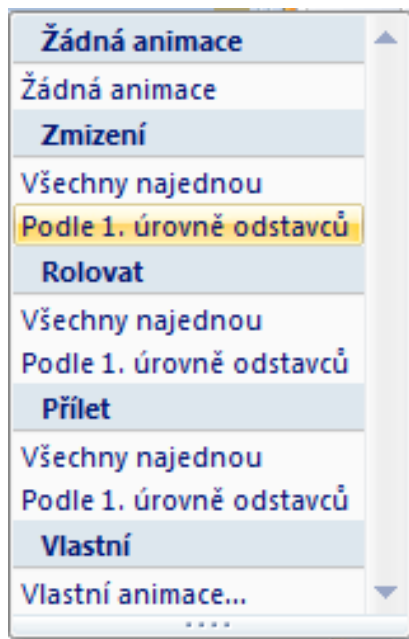 Žádná animace
Žádná animace
Zmizení
Všechny najednou
Podle 1. úrovně odstavců
Rolovat
Všechny najednou
Podle 1. úrovně odstavců
Přílet
Všechny najednou
Podle 1. úrovně odstavců
Vlastní
Vlastní animace...